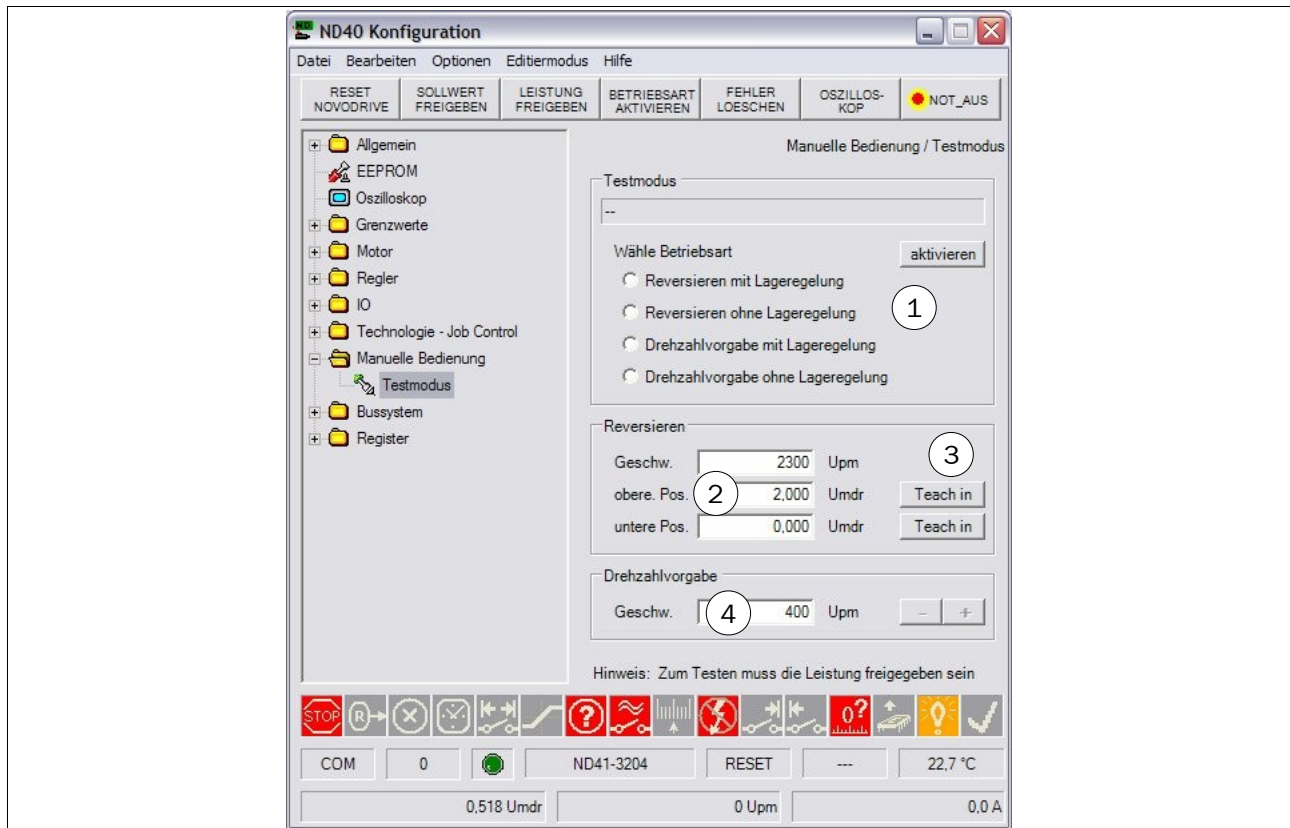 ND40 Konfiguration
Datei Bearbeiten Optionen Editiermodus Hilfe
RESET NOVODRIVE
SOLLWERT FREIGEBEN
LEISTUNG FREIGEBEN
BETRIEBSART AKTIVIEREN
FEHLER LOESCHEN
OSZILLOS-KOP
NOT_AUS
Allgemein
EEPROM
Oszilloskop
Grenzwerte
Motor
Regler
IO
Technologie - Job Control
Manuelle Bedienung
Testmodus
Bussystem
Register
Manuelle Bedienung / Testmodus
Testmodus
--
Wähle Betriebsart aktivieren
Reversieren mit Lageregelung
1
Reversieren ohne Lageregelung
Drehzahlvorgabe mit Lageregelung
Drehzahlvorgabe ohne Lageregelung
Reversieren
3
Geschw. 2300 Upm
obere. Pos. 2 2,000 Umdr Teach in
untere Pos. 0,000 Umdr Teach in
Drehzahlvorgabe
Geschw. 4 400 Upm - +
Hinweis: Zum Testen muss die Leistung freigegeben sein
STOP R ? 0?
COM 0 ND41-3204 RESET --- 22,7 °C
0,518 Umdr 0 Upm 0,0 A